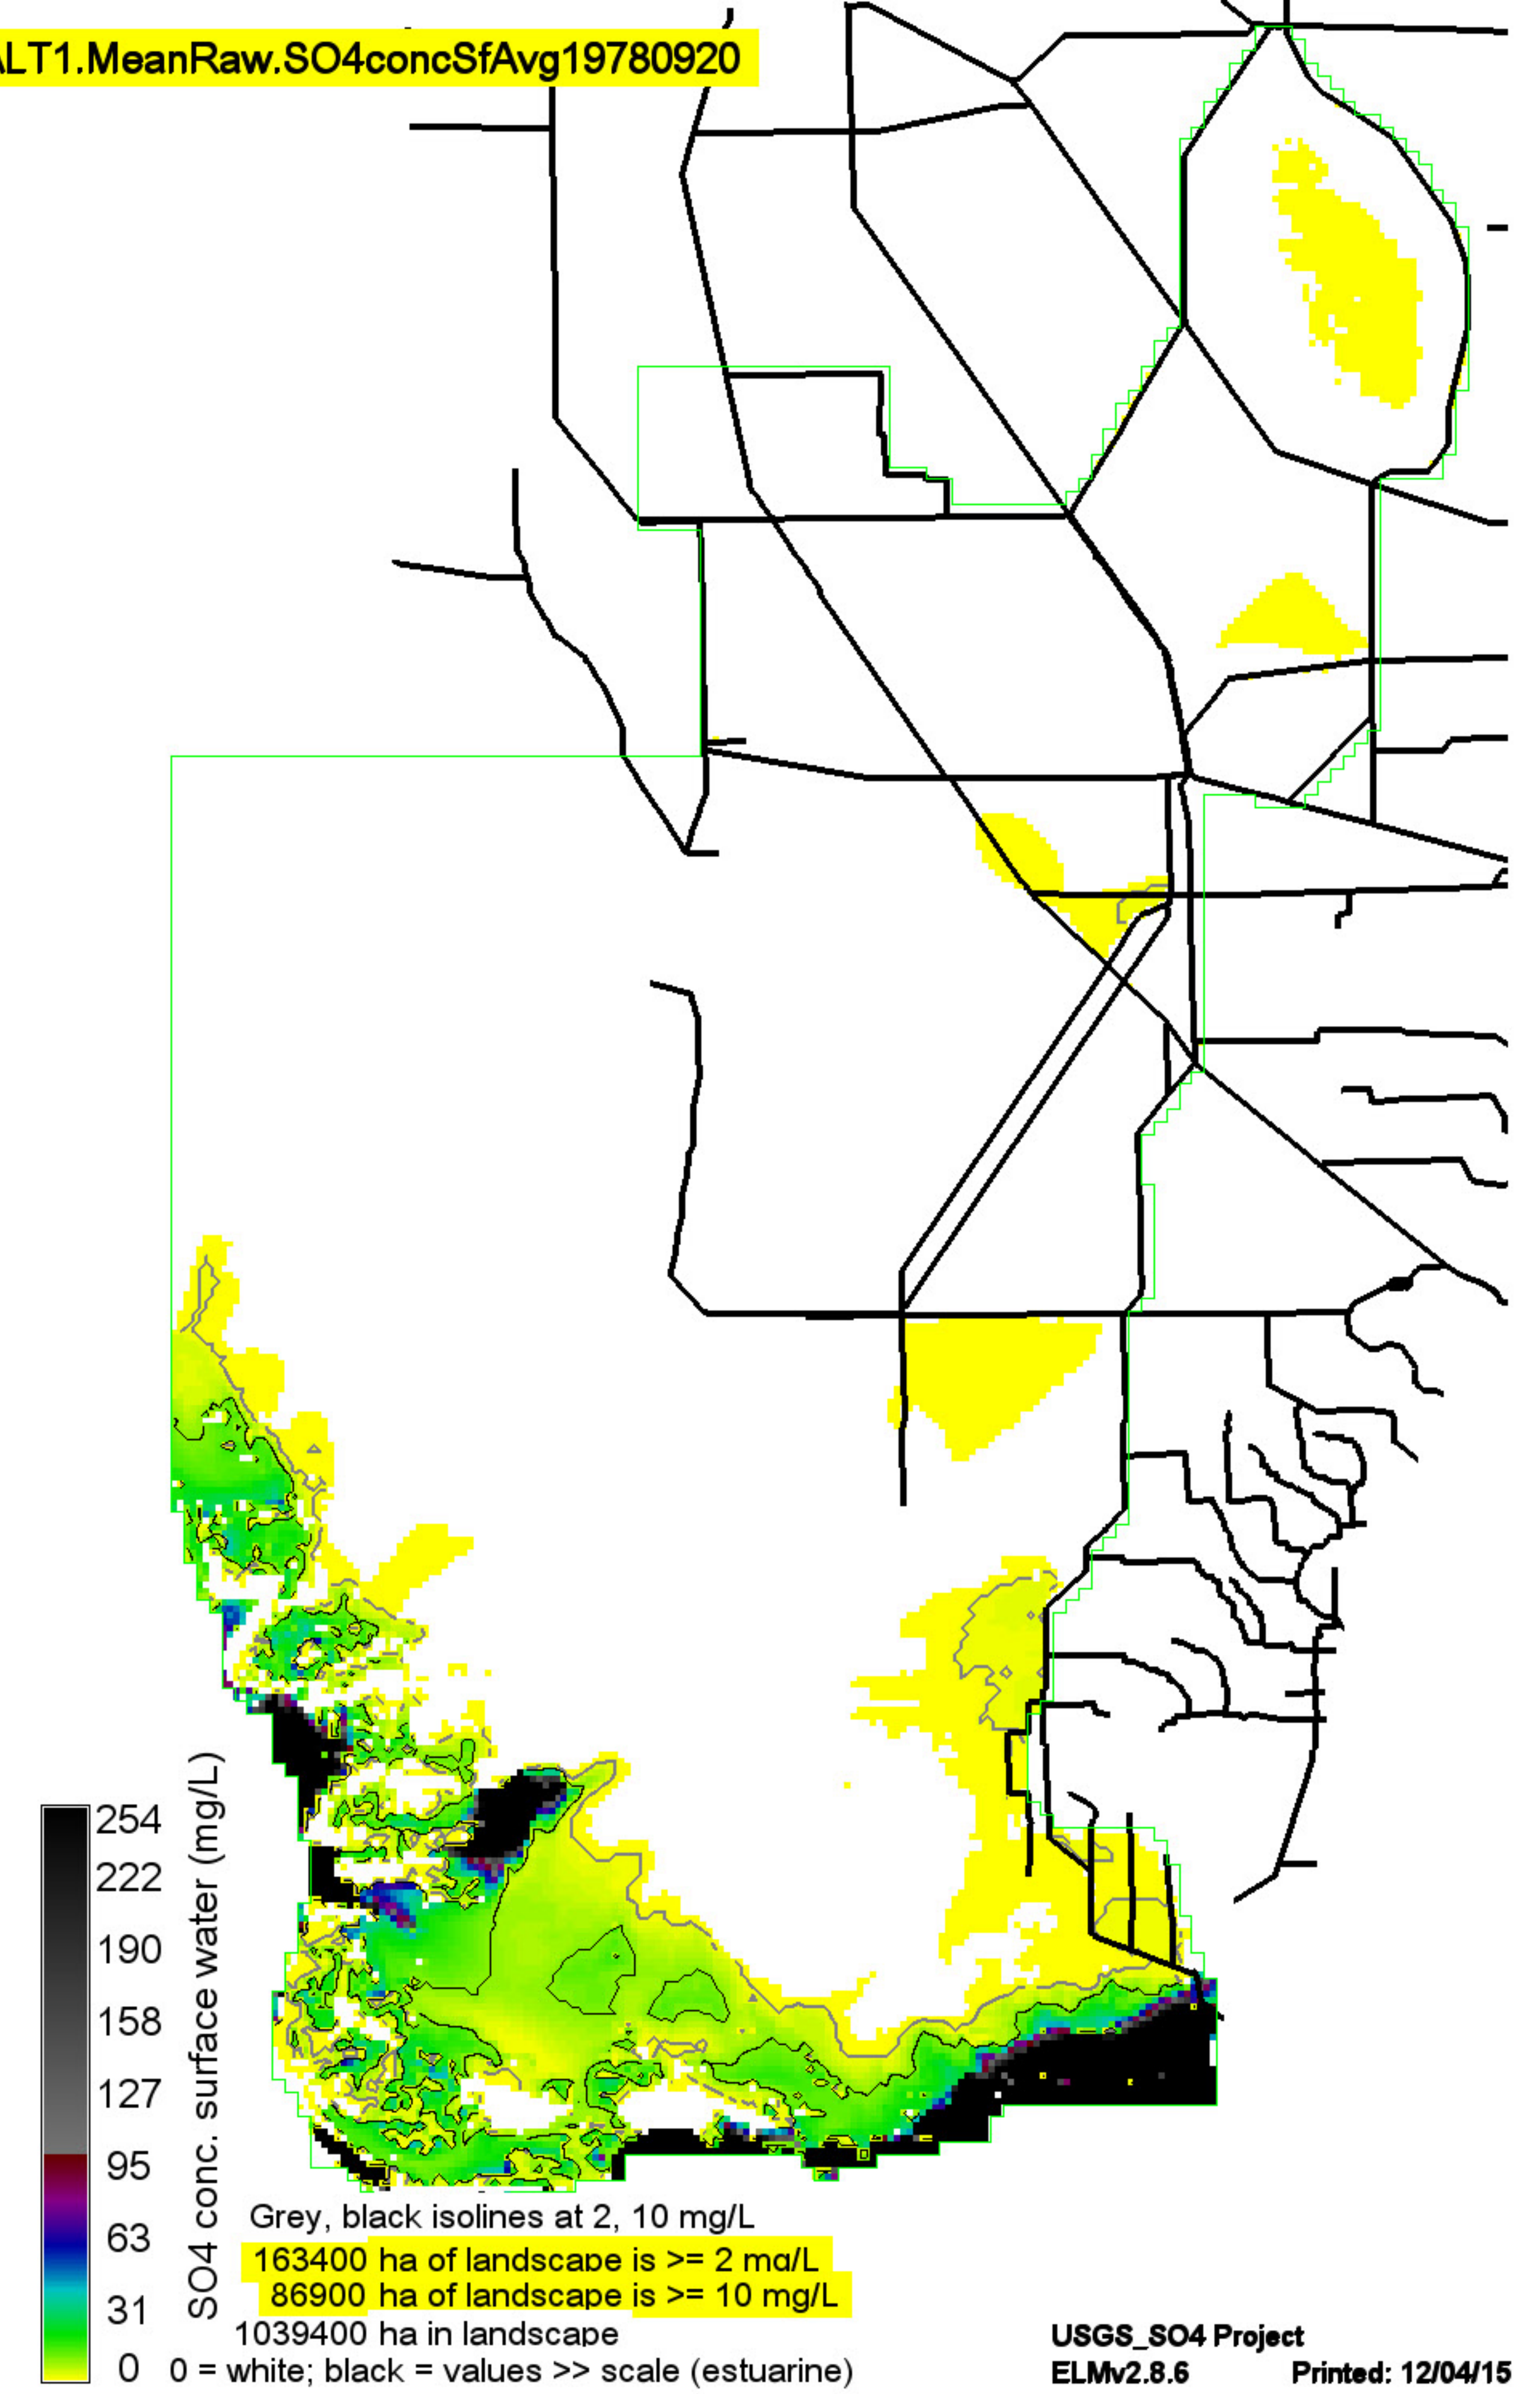 ALT1.MeanRaw.SO4concSfAvg19780920
SO4 conc. surface water (mg/L)
254
222
190
158
127
95
63
31
0
Grey, black isolines at 2, 10 mg/L
163400 ha of landscape is >= 2 mg/L
86900 ha of landscape is >= 10 mg/L
1039400 ha in landscape
0 = white; black = values >> scale (estuarine)
USGS_SO4 Project
ELMv2.8.6 Printed: 12/04/15